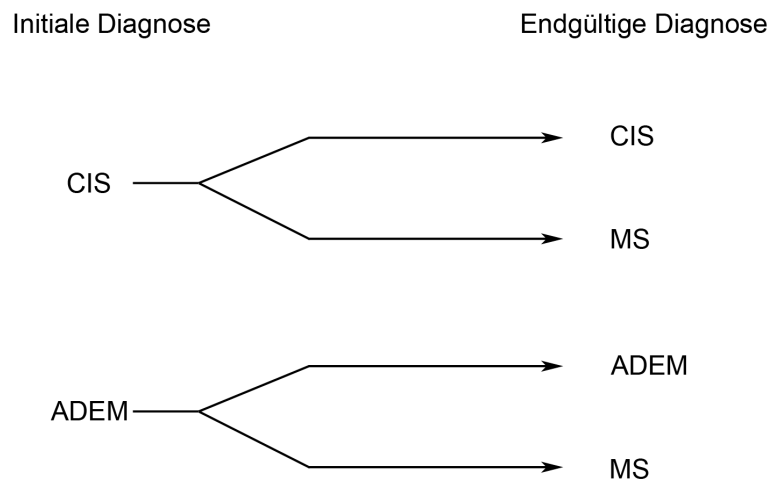 Initiale Diagnose
Endgültige Diagnose
CIS
CIS
MS
ADEM
ADEM
MS